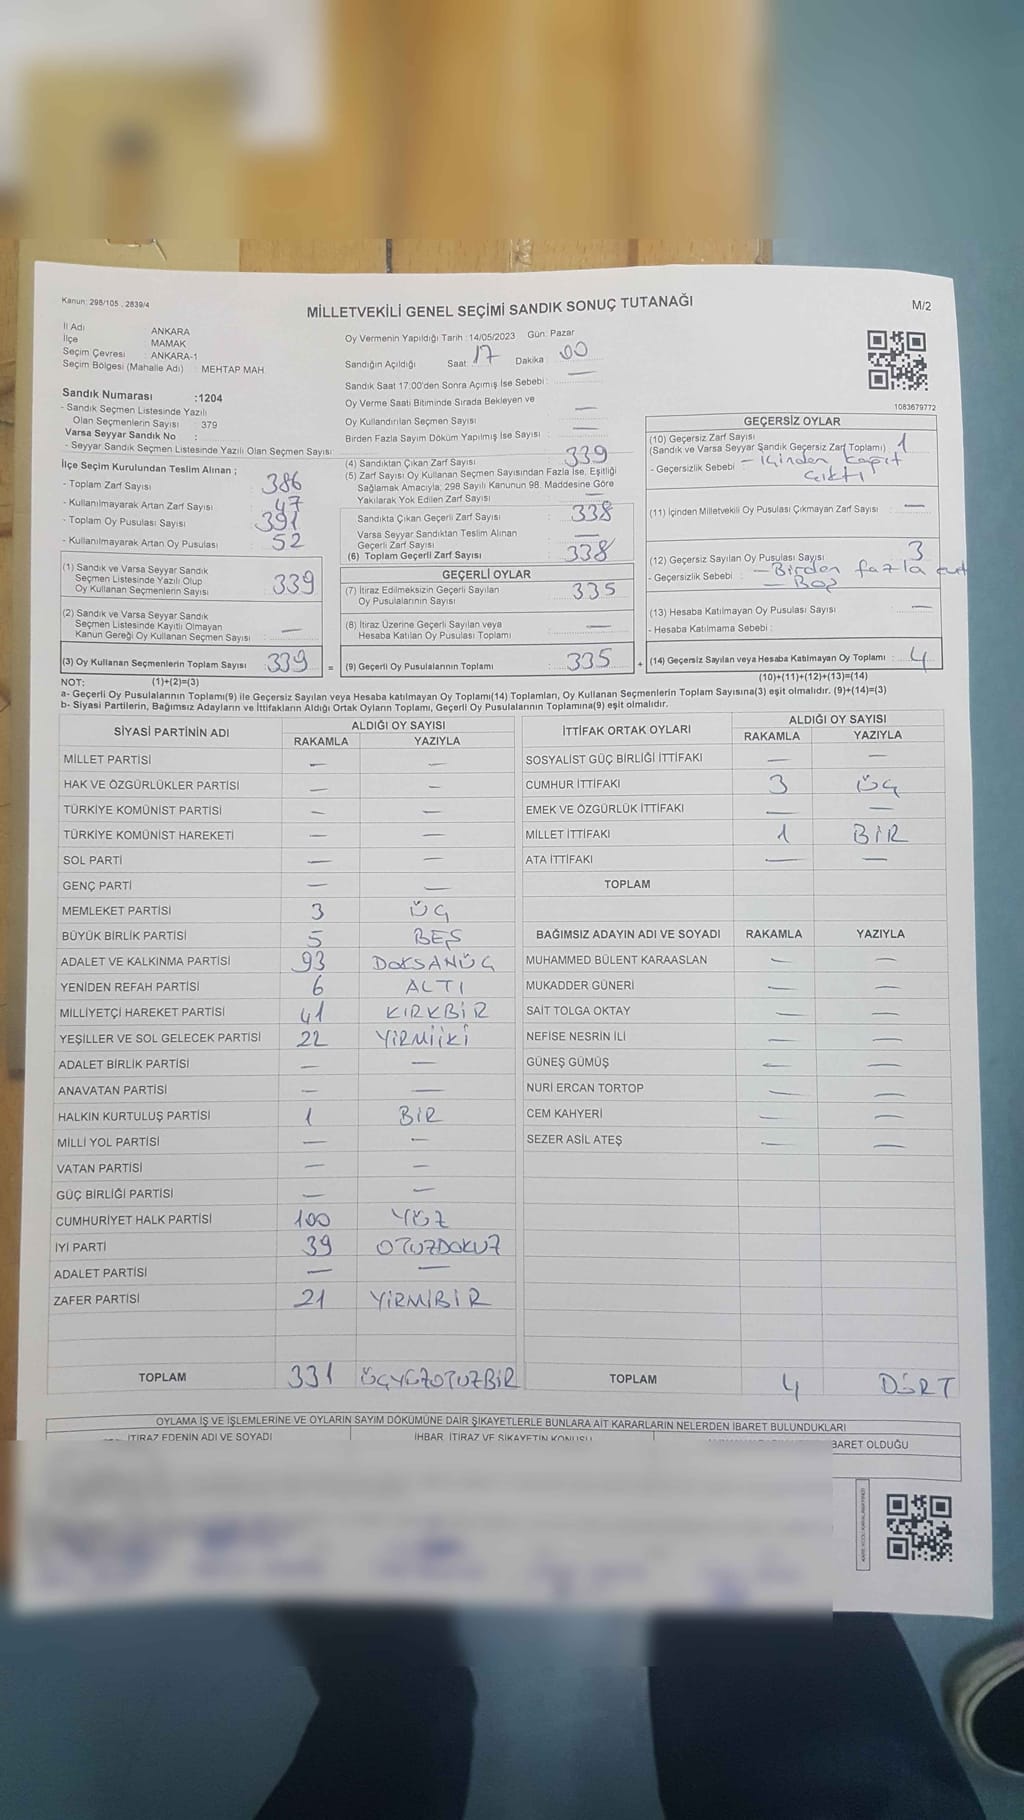 Kanun: 298/105 , 2839/4
MİLLETVEKİLİ GENEL SEÇİMİ SANDIK SONUÇ TUTANAĞI
M/2
İl Adı : ANKARA
İlçe : MAMAK
Seçim Çevresi : ANKARA-1
Seçim Bölgesi (Mahalle Adı) : MEHTAP MAH.
Oy Vermenin Yapıldığı Tarih :14/05/2023 Gün: Pazar
Sandığın Açıldığı Saat: 17 Dakika : 00
Sandık Saat 17:00'den Sonra Açımış İse Sebebi : —
Oy Verme Saati Bitiminde Sırada Bekleyen ve
Oy Kullandırılan Seçmen Sayısı : —
Birden Fazla Sayım Döküm Yapılmış İse Sayısı : —
Sandık Numarası :1204
- Sandık Seçmen Listesinde Yazılı
Olan Seçmenlerin Sayısı : 379
Varsa Seyyar Sandık No :
- Seyyar Sandık Seçmen Listesinde Yazılı Olan Seçmen Sayısı :
İlçe Seçim Kurulundan Teslim Alınan ;
- Toplam Zarf Sayısı : 386
- Kullanılmayarak Artan Zarf Sayısı : 47
- Toplam Oy Pusulası Sayısı : 391
- Kullanılmayarak Artan Oy Pusulası : 52
(1) Sandık ve Varsa Seyyar Sandık
Seçmen Listesinde Yazılı Olup
Oy Kullanan Seçmenlerin Sayısı : 339
(2) Sandık ve Varsa Seyyar Sandık
Seçmen Listesinde Kayıtlı Olmayan
Kanun Gereği Oy Kullanan Seçmen Sayısı : —
(3) Oy Kullanan Seçmenlerin Toplam Sayısı : 339
(4) Sandıktan Çıkan Zarf Sayısı : 339
(5) Zarf Sayısı Oy Kullanan Seçmen Sayısından Fazla İse, Eşitliği
Sağlamak Amacıyla, 298 Sayılı Kanunun 98. Maddesine Göre
Yakılarak Yok Edilen Zarf Sayısı : —
Sandıkta Çıkan Geçerli Zarf Sayısı : 338
Varsa Seyyar Sandıktan Teslim Alınan
Geçerli Zarf Sayısı : —
(6) Toplam Geçerli Zarf Sayısı : 338
GEÇERLİ OYLAR
(7) İtiraz Edilmeksizin Geçerli Sayılan
Oy Pusulalarının Sayısı : 335
(8) İtiraz Üzerine Geçerli Sayılan veya
Hesaba Katılan Oy Pusulası Toplamı : —
= (9) Geçerli Oy Pusulalarının Toplamı : 335
1083679772
GEÇERSİZ OYLAR
(10) Geçersiz Zarf Sayısı : 1
(Sandık ve Varsa Seyyar Sandık Geçersiz Zarf Toplamı)
- Geçersizlik Sebebi : — İçinden kağıt
çıktı
(11) İçinden Milletvekili Oy Pusulası Çıkmayan Zarf Sayısı : —
(12) Geçersiz Sayılan Oy Pusulası Sayısı : 3
- Geçersizlik Sebebi : — Birden fazla
— Boş
(13) Hesaba Katılmayan Oy Pusulası Sayısı : —
- Hesaba Katılmama Sebebi :
+ (14) Geçersiz Sayılan veya Hesaba Katılmayan Oy Toplamı : 4
NOT: (1)+(2)=(3) (10)+(11)+(12)+(13)=(14)
a- Geçerli Oy Pusulalarının Toplamı(9) ile Geçersiz Sayılan veya Hesaba katılmayan Oy Toplamı(14) Toplamları, Oy Kullanan Seçmenlerin Toplam Sayısına(3) eşit olmalıdır. (9)+(14)=(3)
b- Siyasi Partilerin, Bağımsız Adayların ve İttifakların Aldığı Ortak Oyların Toplamı, Geçerli Oy Pusulalarının Toplamına(9) eşit olmalıdır.
SİYASİ PARTİNİN ADI ALDIĞI OY SAYISI
RAKAMLA YAZIYLA
MİLLET PARTİSİ — —
HAK VE ÖZGÜRLÜKLER PARTİSİ — —
TÜRKİYE KOMÜNİST PARTİSİ — —
TÜRKİYE KOMÜNİST HAREKETİ — —
SOL PARTİ — —
GENÇ PARTİ — —
MEMLEKET PARTİSİ 3 ÜÇ
BÜYÜK BİRLİK PARTİSİ 5 BEŞ
ADALET VE KALKINMA PARTİSİ 93 DOKSANÜÇ
YENİDEN REFAH PARTİSİ 6 ALTI
MİLLİYETÇİ HAREKET PARTİSİ 41 KIRKBİR
YEŞİLLER VE SOL GELECEK PARTİSİ 22 YİRMİİKİ
ADALET BİRLİK PARTİSİ — —
ANAVATAN PARTİSİ — —
HALKIN KURTULUŞ PARTİSİ 1 BİR
MİLLİ YOL PARTİSİ — —
VATAN PARTİSİ — —
GÜÇ BİRLİĞİ PARTİSİ — —
CUMHURİYET HALK PARTİSİ 100 YÜZ
İYİ PARTİ 39 OTUZDOKUZ
ADALET PARTİSİ — —
ZAFER PARTİSİ 21 YİRMİBİR
TOPLAM 331 ÜÇYÜZOTUZBİR
İTTİFAK ORTAK OYLARI ALDIĞI OY SAYISI
RAKAMLA YAZIYLA
SOSYALİST GÜÇ BİRLİĞİ İTTİFAKI — —
CUMHUR İTTİFAKI 3 ÜÇ
EMEK VE ÖZGÜRLÜK İTTİFAKI — —
MİLLET İTTİFAKI 1 BİR
ATA İTTİFAKI — —
TOPLAM
BAĞIMSIZ ADAYIN ADI VE SOYADI RAKAMLA YAZIYLA
MUHAMMED BÜLENT KARAASLAN — —
MUKADDER GÜNERİ — —
SAİT TOLGA OKTAY — —
NEFİSE NESRİN İLİ — —
GÜNEŞ GÜMÜŞ — —
NURİ ERCAN TORTOP — —
CEM KAHYERİ — —
SEZER ASİL ATEŞ — —
TOPLAM 4 DÖRT
OYLAMA İŞ VE İŞLEMLERİNE VE OYLARIN SAYIM DÖKÜMÜNE DAİR ŞİKAYETLERLE BUNLARA AİT KARARLARIN NELERDEN İBARET BULUNDUKLARI
İTİRAZ EDENİN ADI VE SOYADI İHBAR, İTİRAZ VE ŞİKAYETİN KONUSU BARET OLDUĞU